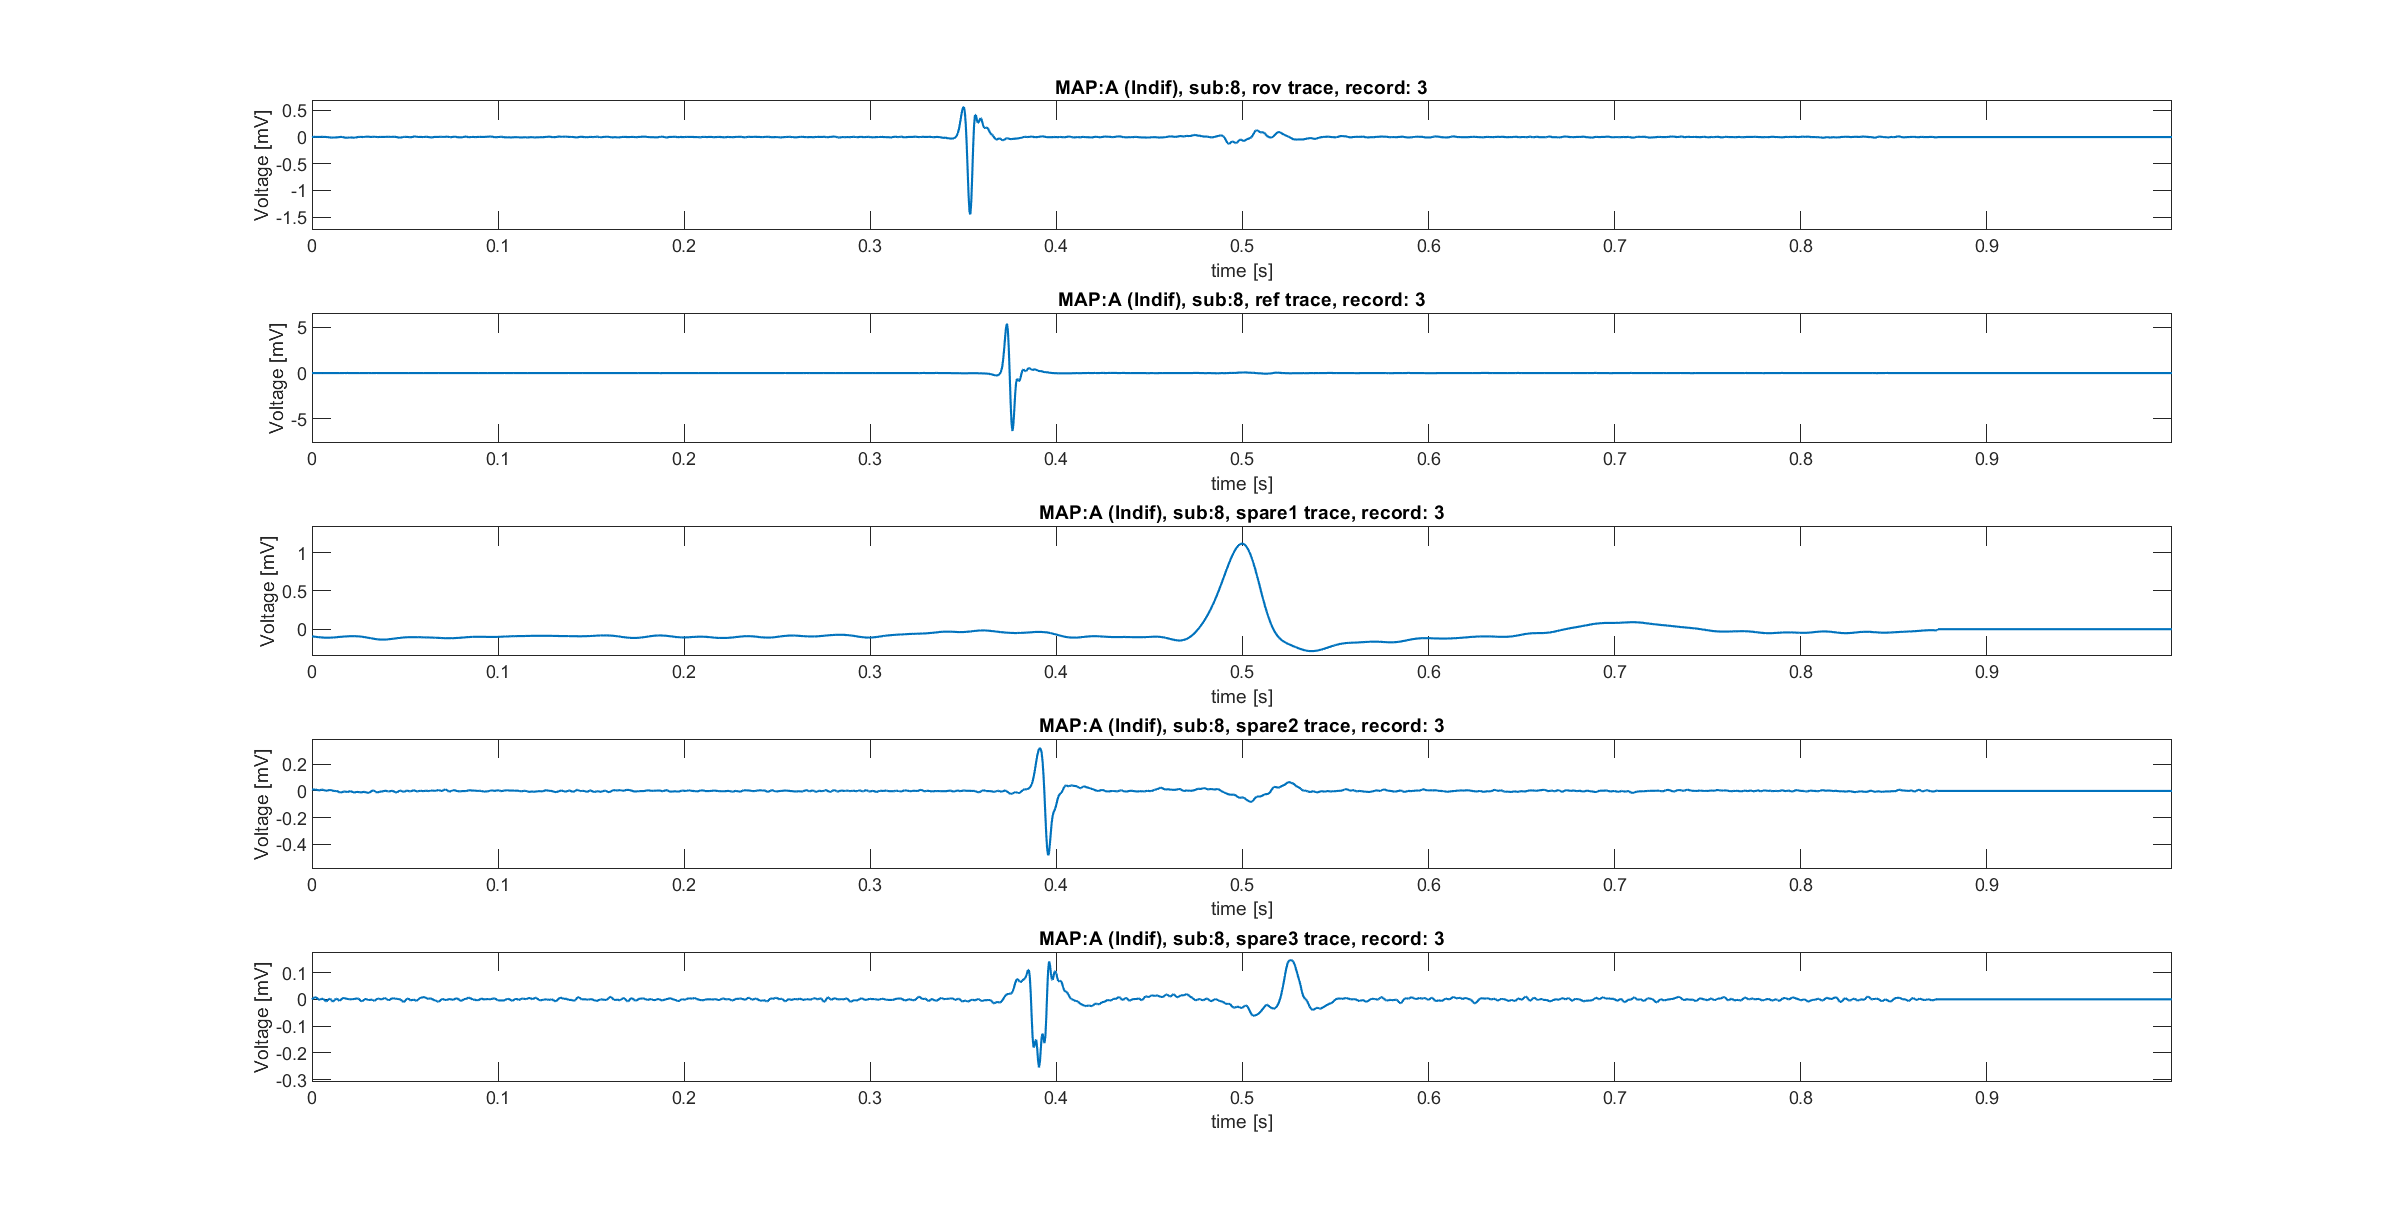 MAP:A (Indif), sub:8, rov trace, record: 3
Voltage [mV]
0.5
0
-0.5
-1
-1.5
0 0.1 0.2 0.3 0.4 0.5 0.6 0.7 0.8 0.9
time [s]
MAP:A (Indif), sub:8, ref trace, record: 3
Voltage [mV]
5
0
-5
0 0.1 0.2 0.3 0.4 0.5 0.6 0.7 0.8 0.9
time [s]
MAP:A (Indif), sub:8, spare1 trace, record: 3
Voltage [mV]
1
0.5
0
0 0.1 0.2 0.3 0.4 0.5 0.6 0.7 0.8 0.9
time [s]
MAP:A (Indif), sub:8, spare2 trace, record: 3
Voltage [mV]
0.2
0
-0.2
-0.4
0 0.1 0.2 0.3 0.4 0.5 0.6 0.7 0.8 0.9
time [s]
MAP:A (Indif), sub:8, spare3 trace, record: 3
Voltage [mV]
0.1
0
-0.1
-0.2
-0.3
0 0.1 0.2 0.3 0.4 0.5 0.6 0.7 0.8 0.9
time [s]